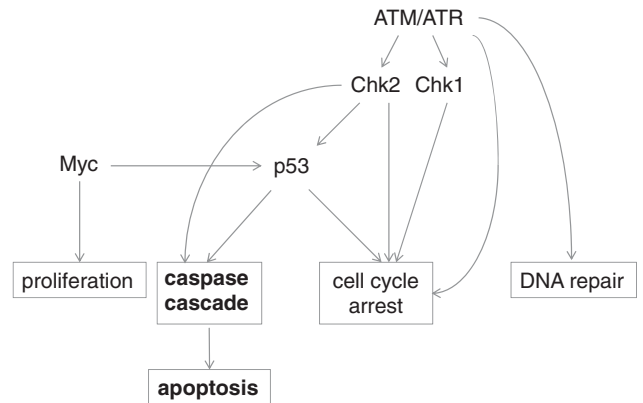 ATM/ATR
Chk2 Chk1
Myc
p53
proliferation
caspase
cascade
cell cycle
arrest
DNA repair
apoptosis